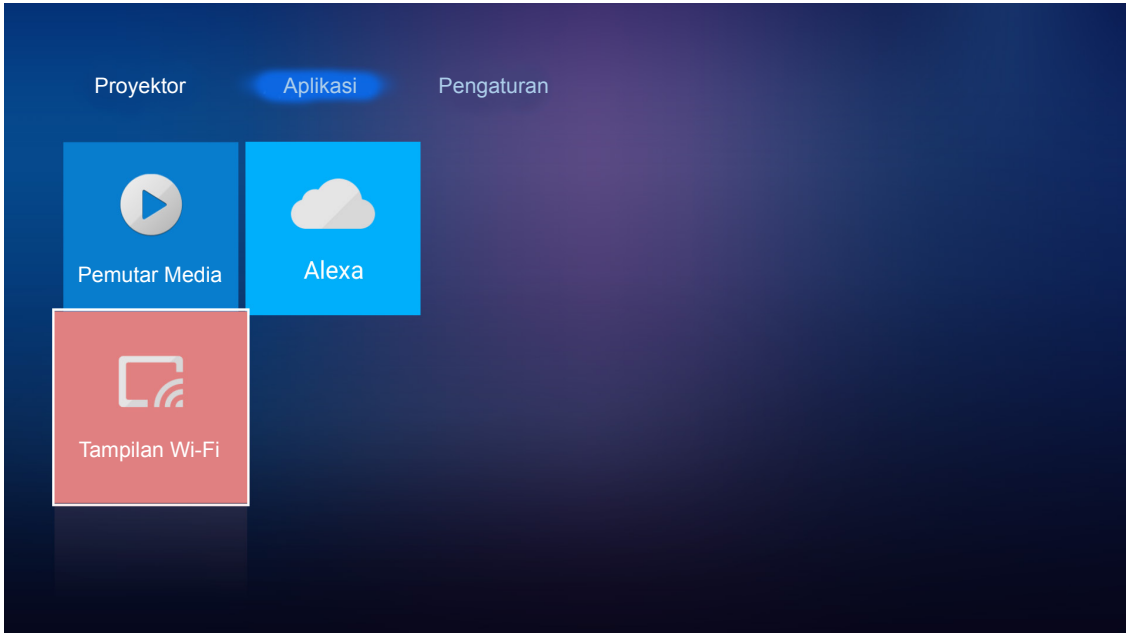 Proyektor Aplikasi Pengaturan
Pemutar Media
Alexa
Tampilan Wi-Fi